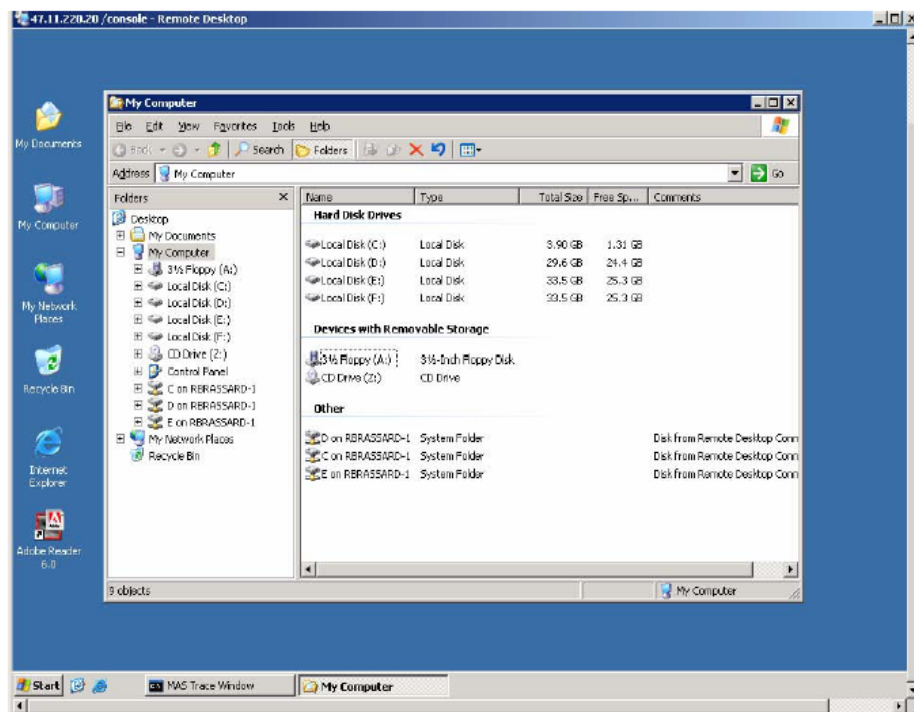 47.11.220.20 /console - Remote Desktop
My Documents
My Computer
My Network
Places
Recycle Bin
Internet
Explorer
Adobe Reader
6.0
My Computer
File Edit View Favorites Tools Help
Back Search Folders
Address My Computer Go
Folders
Desktop
My Documents
My Computer
3½ Floppy (A:)
Local Disk (C:)
Local Disk (D:)
Local Disk (E:)
Local Disk (F:)
CD Drive (Z:)
Control Panel
C on RBRASSARD-1
D on RBRASSARD-1
E on RBRASSARD-1
My Network Places
Recycle Bin
Name Type Total Size Free Sp... Comments
Hard Disk Drives
Local Disk (C:) Local Disk 3.90 GB 1.31 GB
Local Disk (D:) Local Disk 29.6 GB 24.4 GB
Local Disk (E:) Local Disk 33.5 GB 25.3 GB
Local Disk (F:) Local Disk 33.5 GB 25.3 GB
Devices with Removable Storage
3½ Floppy (A:) 3½-Inch Floppy Disk
CD Drive (Z:) CD Drive
Other
D on RBRASSARD-1 System Folder Disk from Remote Desktop Conn
C on RBRASSARD-1 System Folder Disk from Remote Desktop Conn
E on RBRASSARD-1 System Folder Disk from Remote Desktop Conn
9 objects My Computer
Start MAS Trace Window My Computer